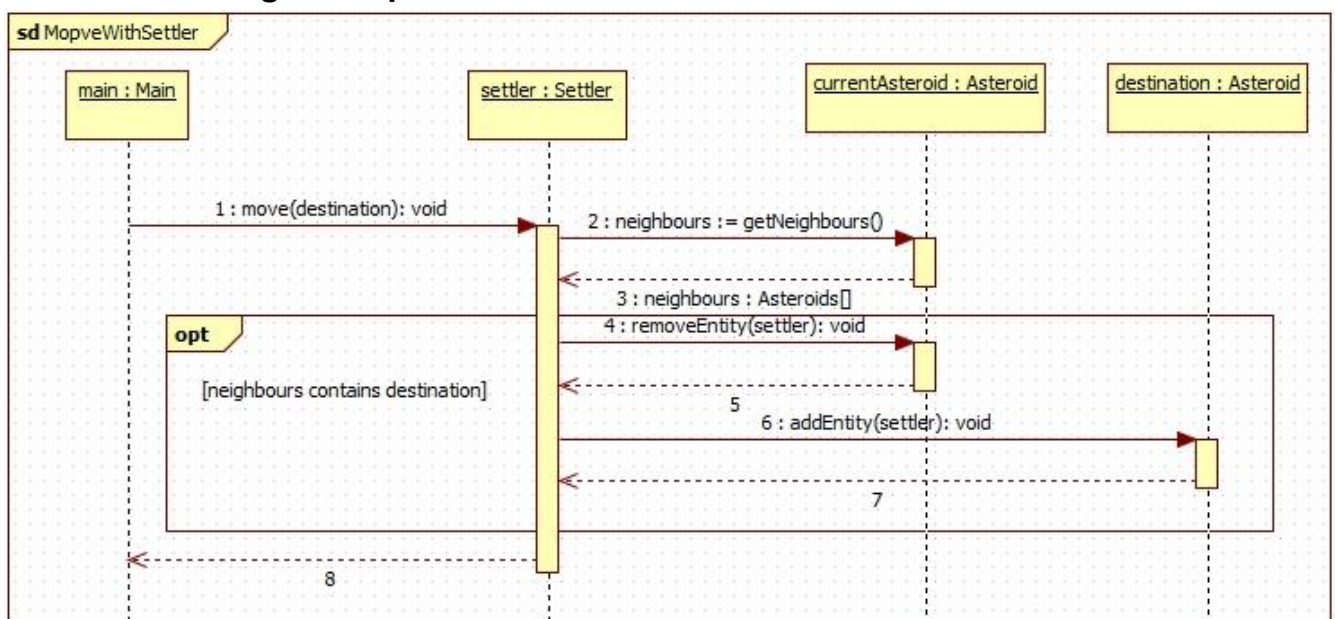 sd MopveWithSettler
main : Main
settler : Settler
currentAsteroid : Asteroid
destination : Asteroid
1 : move(destination): void
2 : neighbours := getNeighbours()
3 : neighbours : Asteroids[]
opt
4 : removeEntity(settler): void
[neighbours contains destination]
5
6 : addEntity(settler): void
7
8